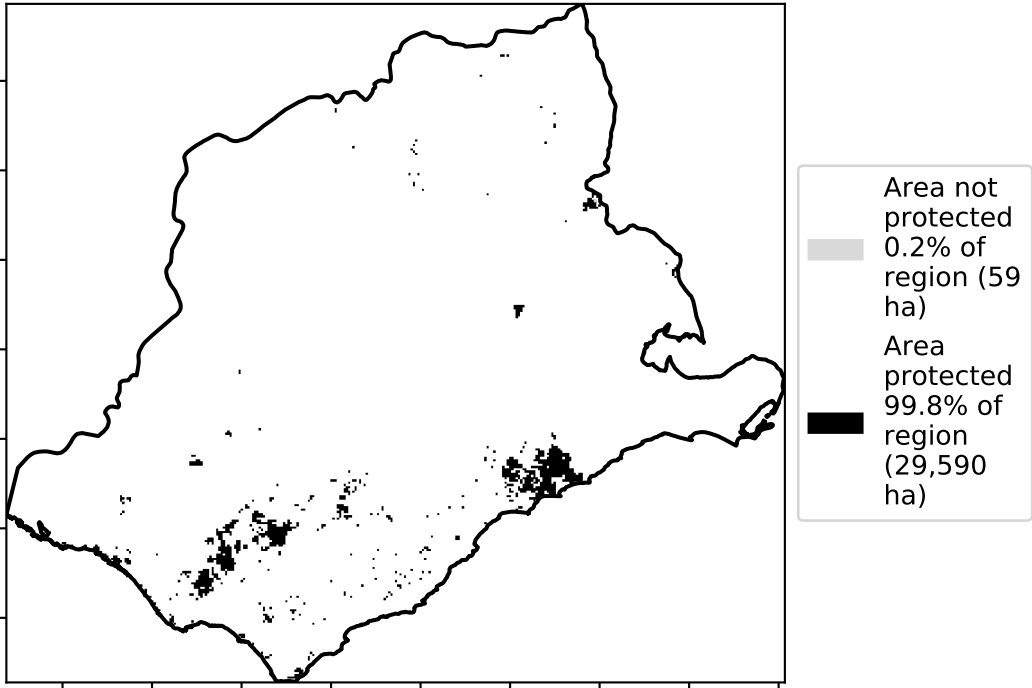 Area not
protected
0.2% of
region (59
ha)
Area
protected
99.8% of
region
(29,590
ha)